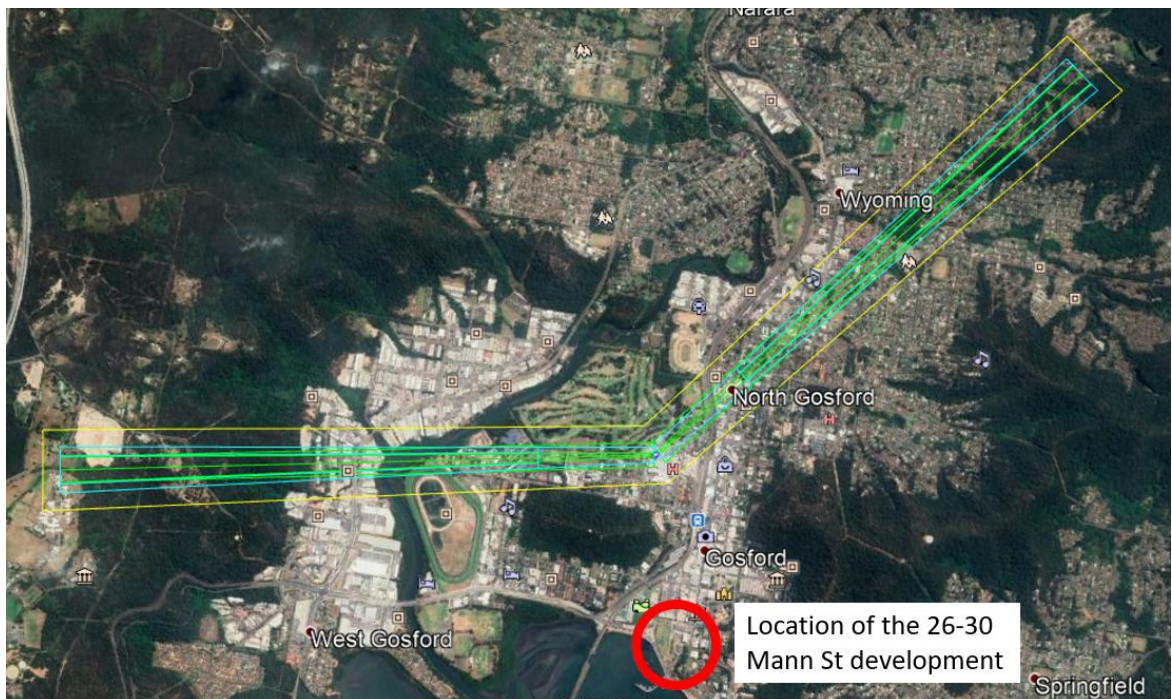 Narara
Wyoming
North Gosford
Gosford
West Gosford
Location of the 26-30
Mann St development
Springfield